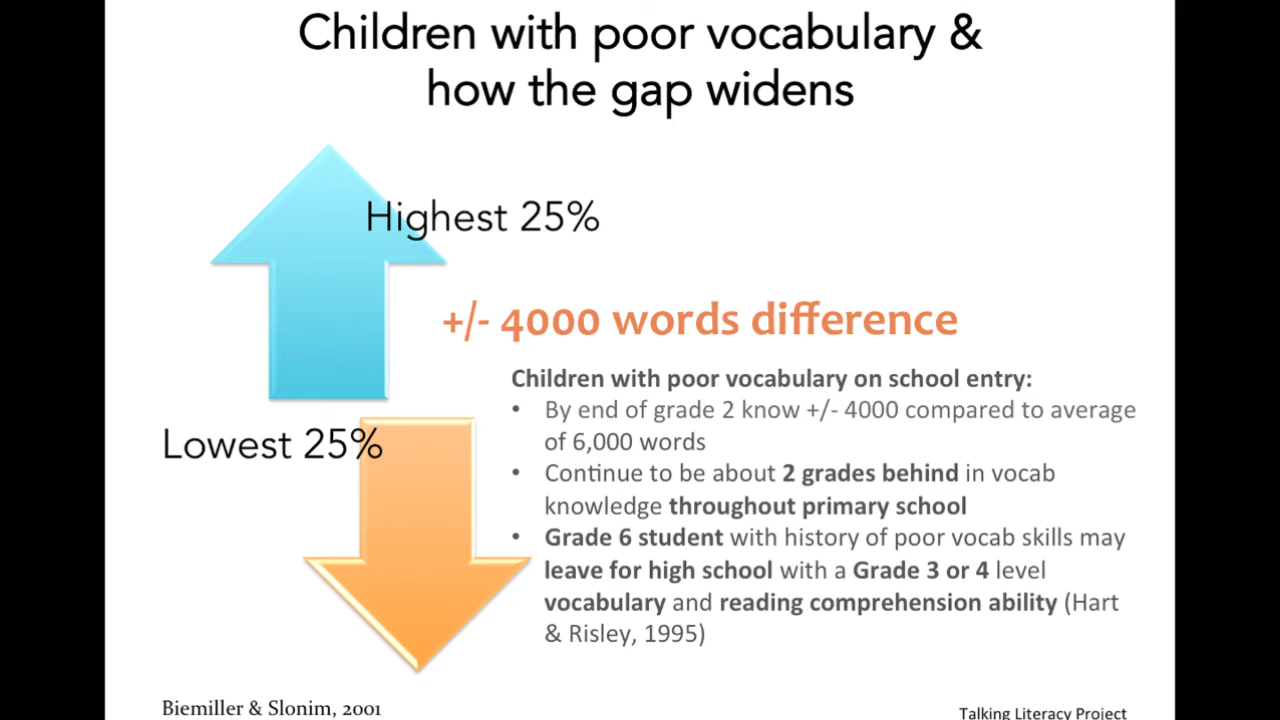 Children with poor vocabulary &
how the gap widens
Highest 25%
+/- 4000 words difference
Lowest 25%
Children with poor vocabulary on school entry:
• By end of grade 2 know +/- 4000 compared to average
of 6,000 words
• Continue to be about 2 grades behind in vocab
knowledge throughout primary school
• Grade 6 student with history of poor vocab skills may
leave for high school with a Grade 3 or 4 level
vocabulary and reading comprehension ability (Hart
& Risley, 1995)
Biemiller & Slonim, 2001
Talking Literacy Project